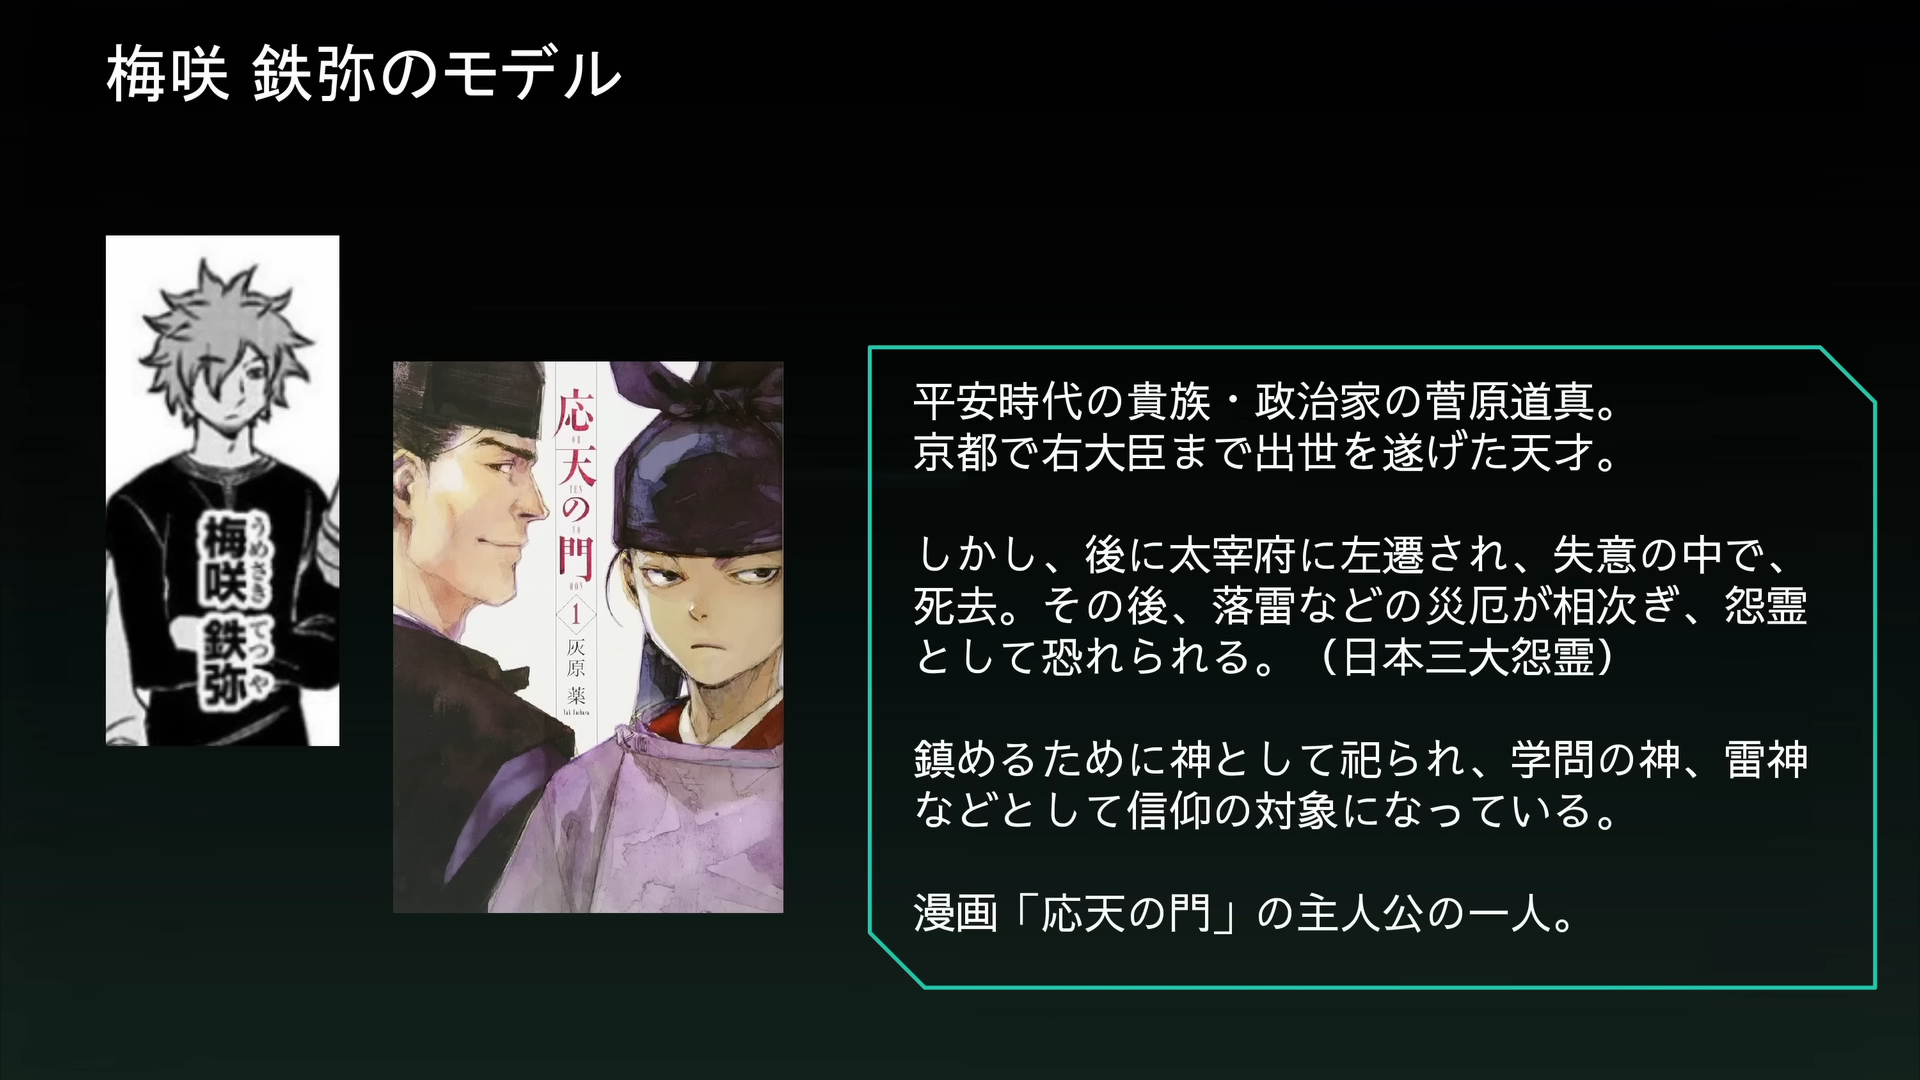 梅咲 鉄弥のモデル
梅咲 鉄弥
うめさき てつや
応天の門
1
灰原 薬
平安時代の貴族・政治家の菅原道真。
京都で右大臣まで出世を遂げた天才。
しかし、後に太宰府に左遷され、失意の中で、
死去。その後、落雷などの災厄が相次ぎ、怨霊
として恐れられる。（日本三大怨霊）
鎮めるために神として祀られ、学問の神、雷神
などとして信仰の対象になっている。
漫画「応天の門」の主人公の一人。